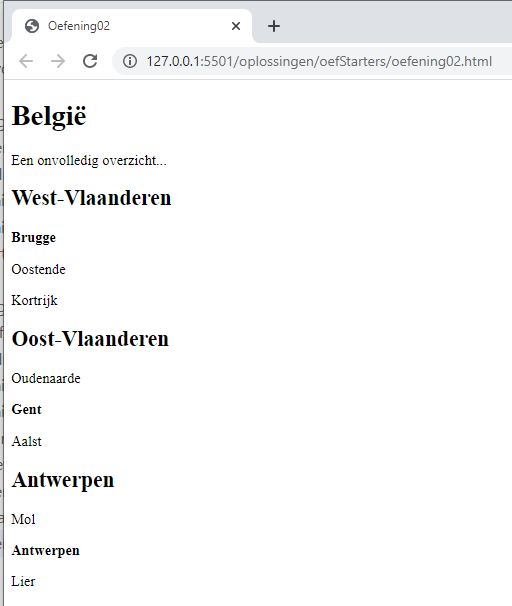 Oefening02
127.0.0.1:5501/oplossingen/oefStarters/oefening02.html
België
Een onvolledig overzicht...
West-Vlaanderen
Brugge
Oostende
Kortrijk
Oost-Vlaanderen
Oudenaarde
Gent
Aalst
Antwerpen
Mol
Antwerpen
Lier